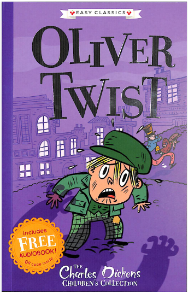 EASY CLASSICS
OLIVER
TWIST
INCLUDES
FREE
AUDIOBOOK!
Charles Dickens
CHILDREN'S COLLECTION